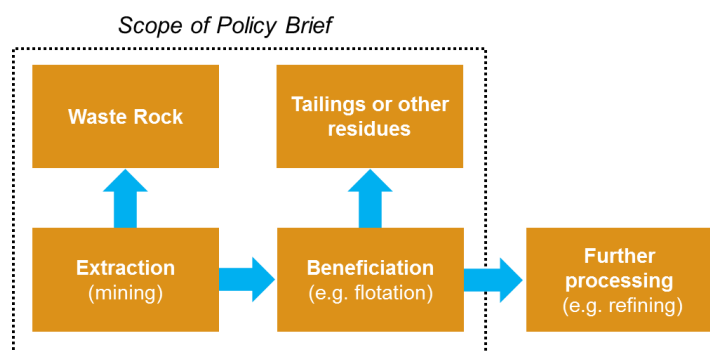 Scope of Policy Brief
Waste Rock
Tailings or other
residues
Extraction
(mining)
Beneficiation
(e.g. flotation)
Further
processing
(e.g. refining)